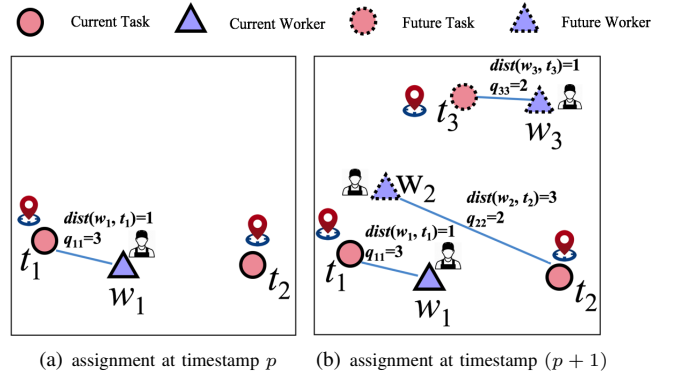 Current Task Current Worker Future Task Future Worker
dist(w₁, t₁)=1
q₁₁=3
t₁
w₁
t₂
(a) assignment at timestamp p
dist(w₃, t₃)=1
q₃₃=2
t₃
w₃
w₂
dist(w₂, t₂)=3
q₂₂=2
dist(w₁, t₁)=1
q₁₁=3
t₁
w₁
t₂
(b) assignment at timestamp (p + 1)